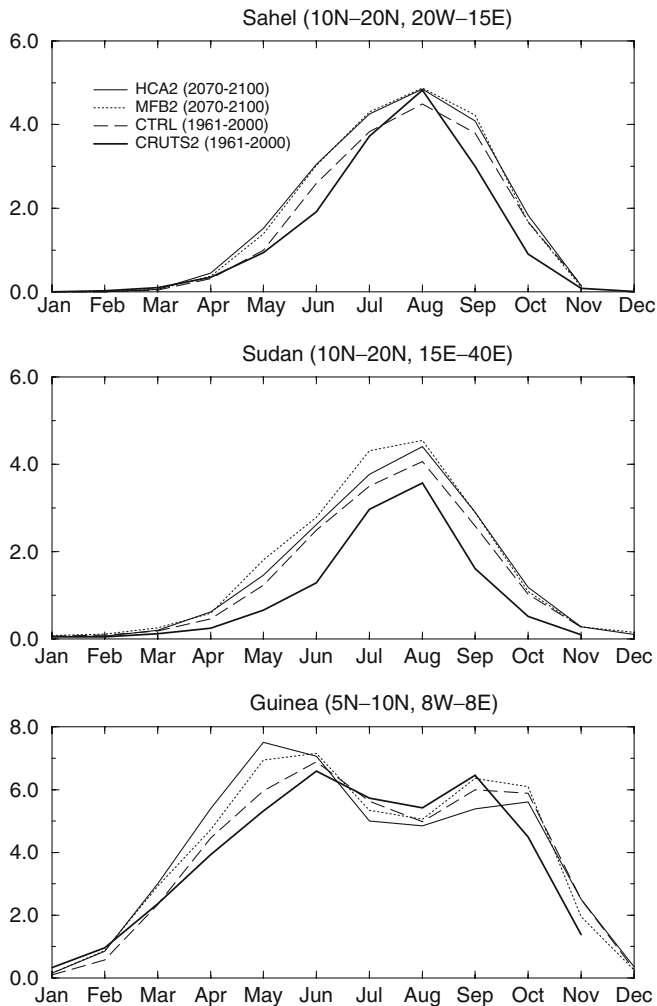 Sahel (10N–20N, 20W–15E)
6.0
4.0
2.0
0.0
HCA2 (2070-2100)
MFB2 (2070-2100)
CTRL (1961-2000)
CRUTS2 (1961-2000)
Jan Feb Mar Apr May Jun Jul Aug Sep Oct Nov Dec
Sudan (10N–20N, 15E–40E)
6.0
4.0
2.0
0.0
Jan Feb Mar Apr May Jun Jul Aug Sep Oct Nov Dec
Guinea (5N–10N, 8W–8E)
8.0
6.0
4.0
2.0
0.0
Jan Feb Mar Apr May Jun Jul Aug Sep Oct Nov Dec